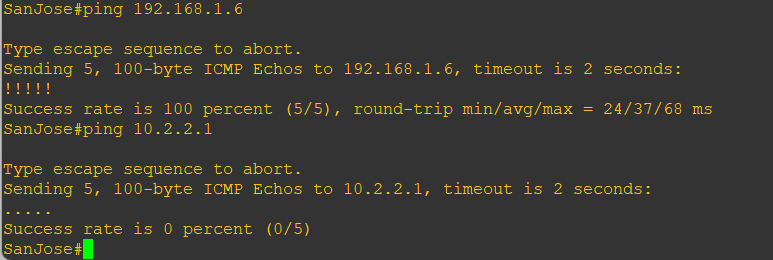 SanJose#ping 192.168.1.6
Type escape sequence to abort.
Sending 5, 100-byte ICMP Echos to 192.168.1.6, timeout is 2 seconds:
!!!!!
Success rate is 100 percent (5/5), round-trip min/avg/max = 24/37/68 ms
SanJose#ping 10.2.2.1
Type escape sequence to abort.
Sending 5, 100-byte ICMP Echos to 10.2.2.1, timeout is 2 seconds:
.....
Success rate is 0 percent (0/5)
SanJose#